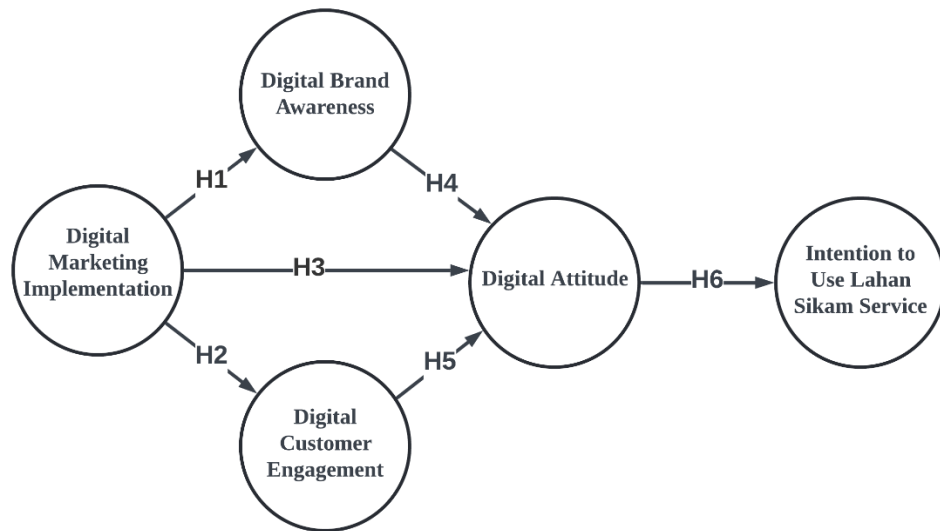 Digital Brand
Awareness
H1
H4
Digital
Marketing
Implementation
H3
Digital Attitude
H6
Intention to
Use Lahan
Sikam Service
H2
H5
Digital
Customer
Engagement